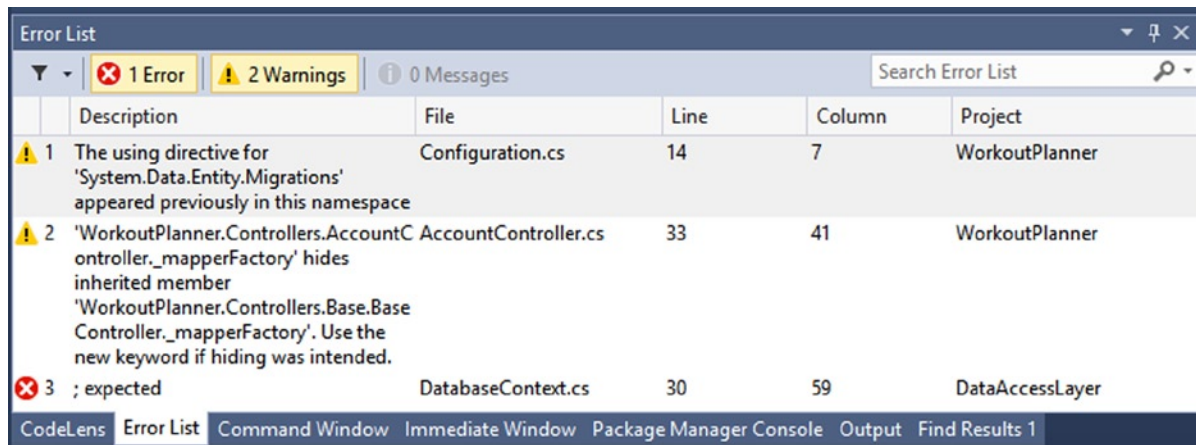 Error List
1 Error 2 Warnings 0 Messages Search Error List
Description File Line Column Project
1 The using directive for Configuration.cs 14 7 WorkoutPlanner
'System.Data.Entity.Migrations'
appeared previously in this namespace
2 'WorkoutPlanner.Controllers.AccountC AccountController.cs 33 41 WorkoutPlanner
ontroller._mapperFactory' hides
inherited member
'WorkoutPlanner.Controllers.Base.Base
Controller._mapperFactory'. Use the
new keyword if hiding was intended.
3 ; expected DatabaseContext.cs 30 59 DataAccessLayer
CodeLens Error List Command Window Immediate Window Package Manager Console Output Find Results 1